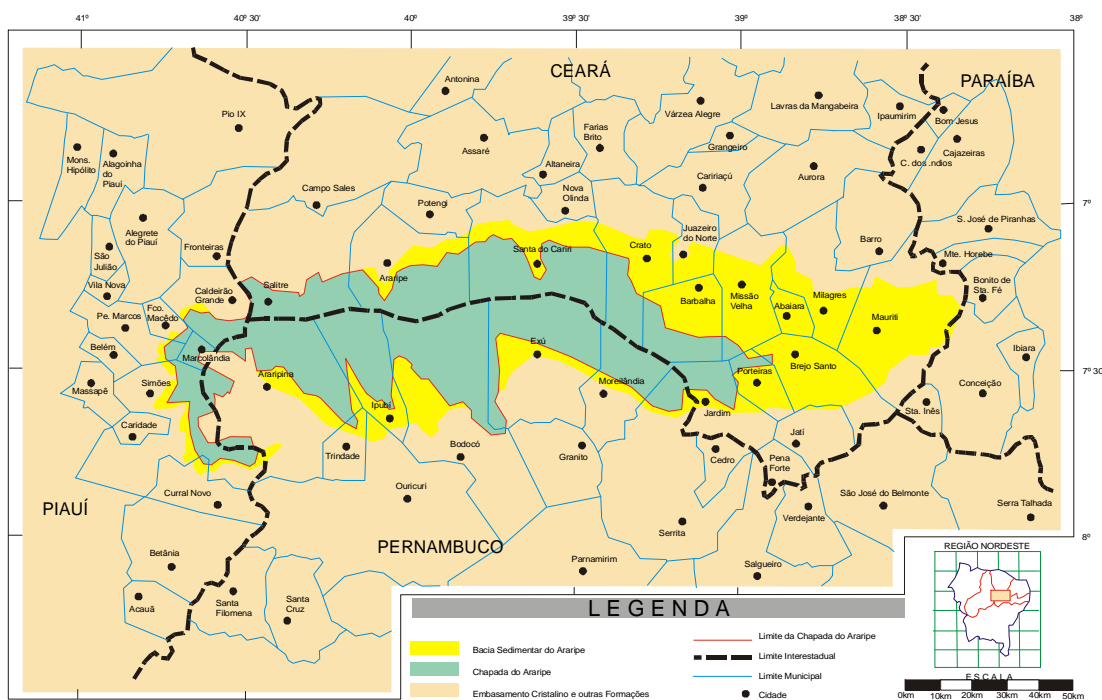 41º
40º 30'
40º
39º 30'
39º
38º 30'
38º
CEARÁ
PARAÍBA
Antonina
Pio IX
Várzea Alegre
Lavras da Mangabeira
Ipaumirim
Bom Jesus
Mons.
Hipólito
Alagoinha
do
Piauí
Assaré
Farias
Brito
Grangeiro
C. dos .ndios
Cajazeiras
Altaneira
Caririaçú
Aurora
Campo Sales
Nova
Olinda
Potengi
7º
7º
Alegrete
do Piauí
Juazeiro
do Norte
S. José de Piranhas
São
Julião
Fronteiras
Santa do Cariri
Crato
Barro
Mte. Horebe
Araripe
Vila Nova
Caldeirão
Grande
Salitre
Barbalha
Missão
Velha
Abaiara
Milagres
Bonito de
Sta. Fé
Pe. Marcos
Fco.
Macêdo
Mauriti
Belém
Marcolândia
Exú
Ibiara
Massapê
Simões
Araripina
Moreilândia
Porteiras
Brejo Santo
7º 30'
Conceição
Ipubi
Jardim
Sta. Inês
Caridade
Trindade
Bodocó
Granito
Cedro
Jatí
Pena
Forte
Curral Novo
Ouricuri
São José do Belmonte
Serra Talhada
PIAUÍ
Serrita
Verdejante
PERNAMBUCO
8º
Betânia
Parnamirim
Salgueiro
Acauã
Santa
Filomena
Santa
Cruz
REGIÃO NORDESTE
LEGENDA
Bacia Sedimentar do Araripe
Chapada do Araripe
Embasamento Cristalino e outras Formações
Limite da Chapada do Araripe
Limite Interestadual
Limite Municipal
Cidade
ESCALA
0km 10km 20km 30km 40km 50km